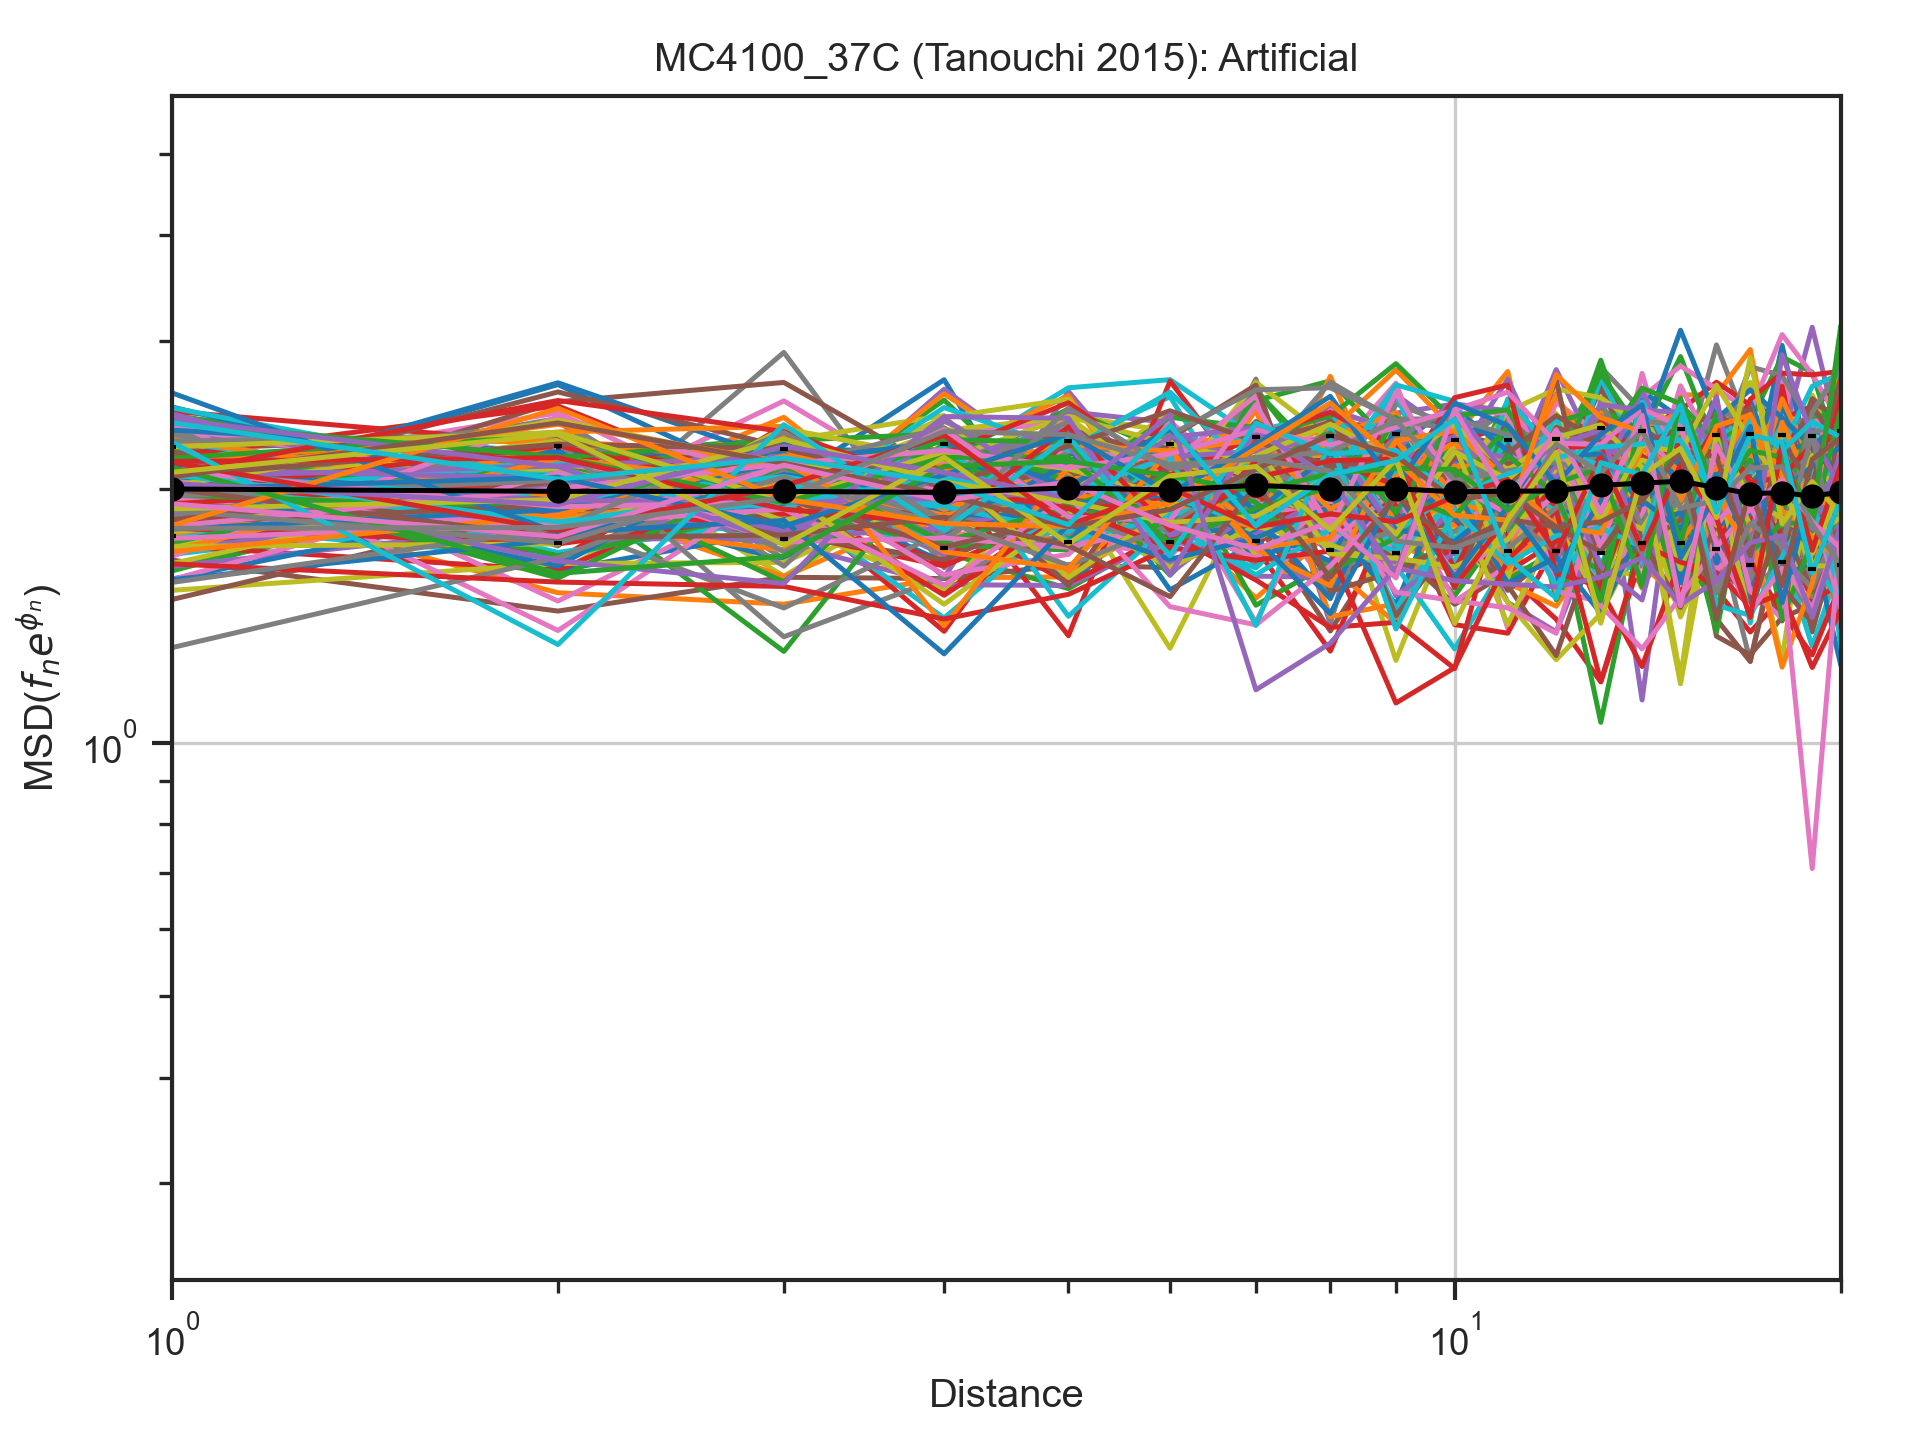 MC4100_37C (Tanouchi 2015): Artificial
MSD(fₙe^ϕₙ)
10⁰
10⁰
10¹
Distance